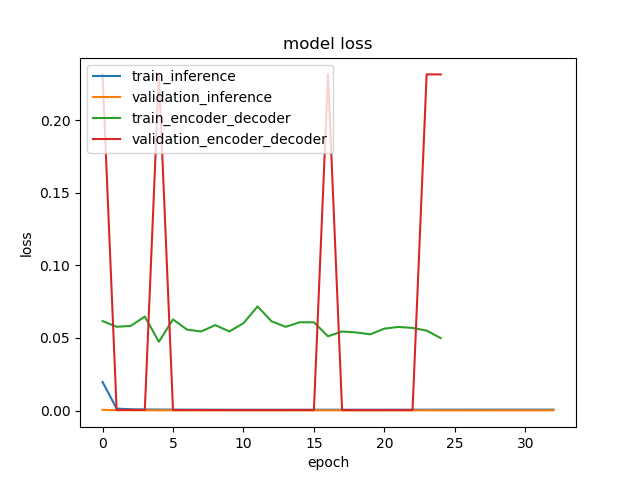 model loss
train_inference
validation_inference
train_encoder_decoder
validation_encoder_decoder
loss
0.20
0.15
0.10
0.05
0.00
0 5 10 15 20 25 30
epoch